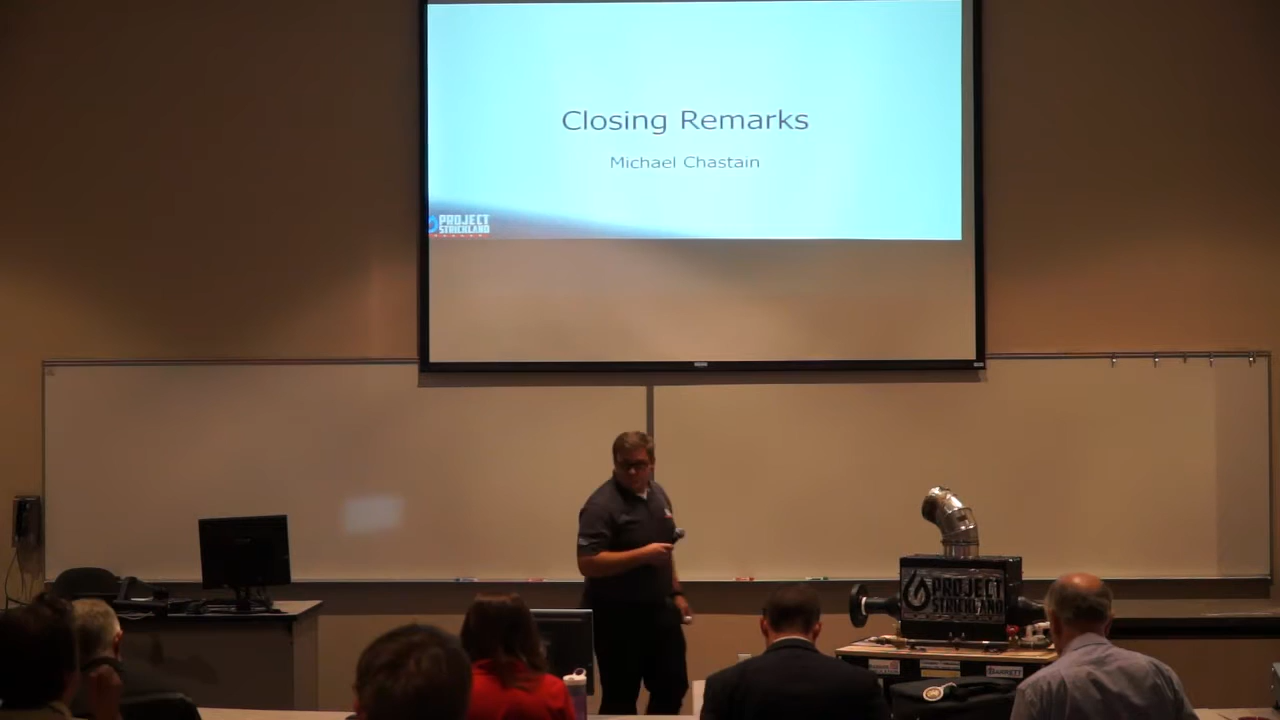 Closing Remarks
Michael Chastain
PROJECT
STRICKLAND
PROJECT
STRICKLAND